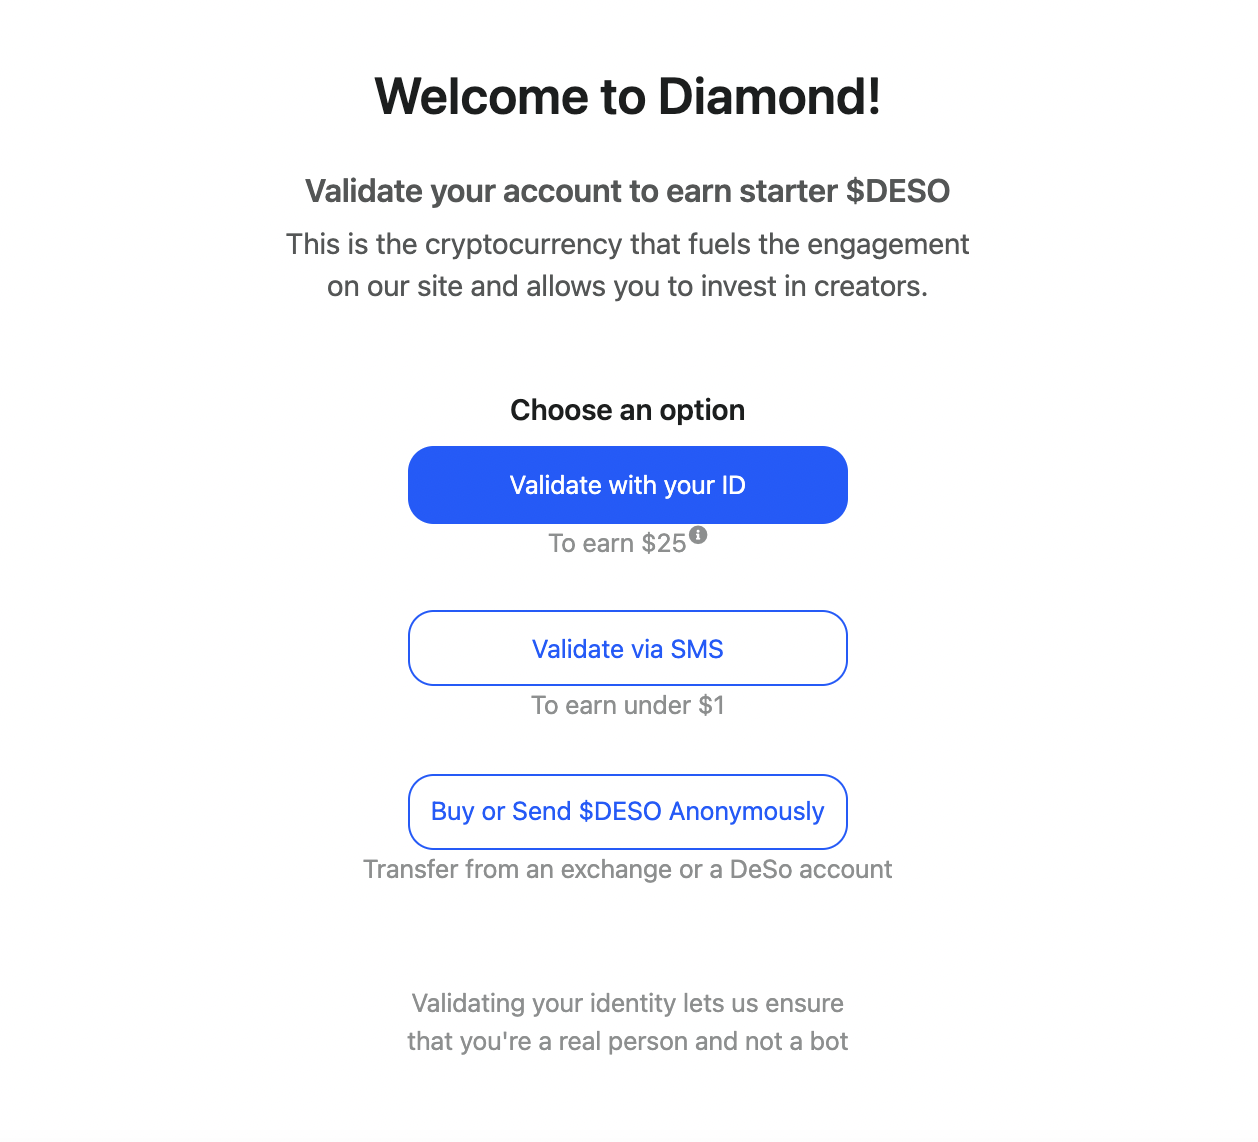 Welcome to Diamond!
Validate your account to earn starter $DESO
This is the cryptocurrency that fuels the engagement
on our site and allows you to invest in creators.
Choose an option
Validate with your ID
To earn $25
Validate via SMS
To earn under $1
Buy or Send $DESO Anonymously
Transfer from an exchange or a DeSo account
Validating your identity lets us ensure
that you're a real person and not a bot